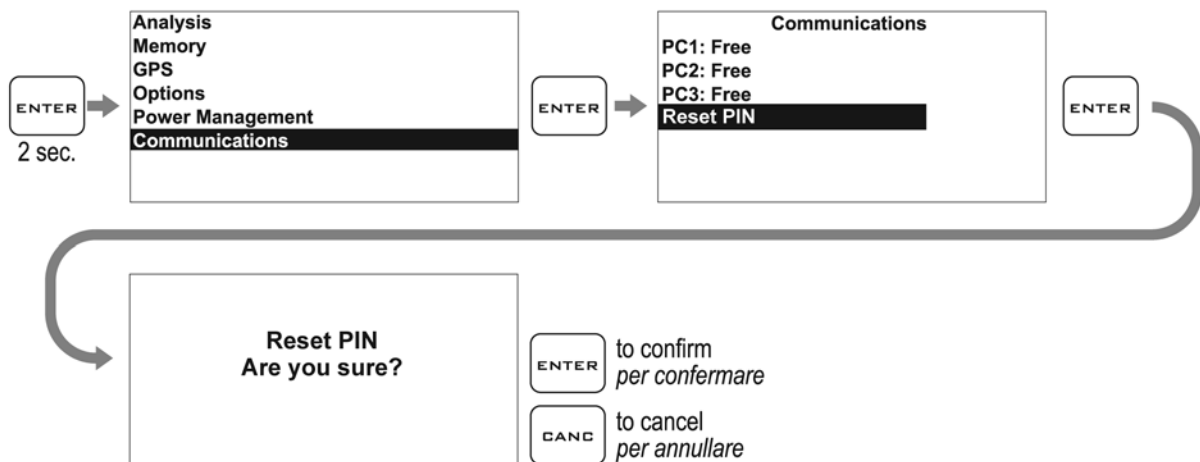 ENTER
2 sec.
Analysis
Memory
GPS
Options
Power Management
Communications
ENTER
Communications
PC1: Free
PC2: Free
PC3: Free
Reset PIN
ENTER
Reset PIN
Are you sure?
ENTER
to confirm
per confermare
CANC
to cancel
per annullare